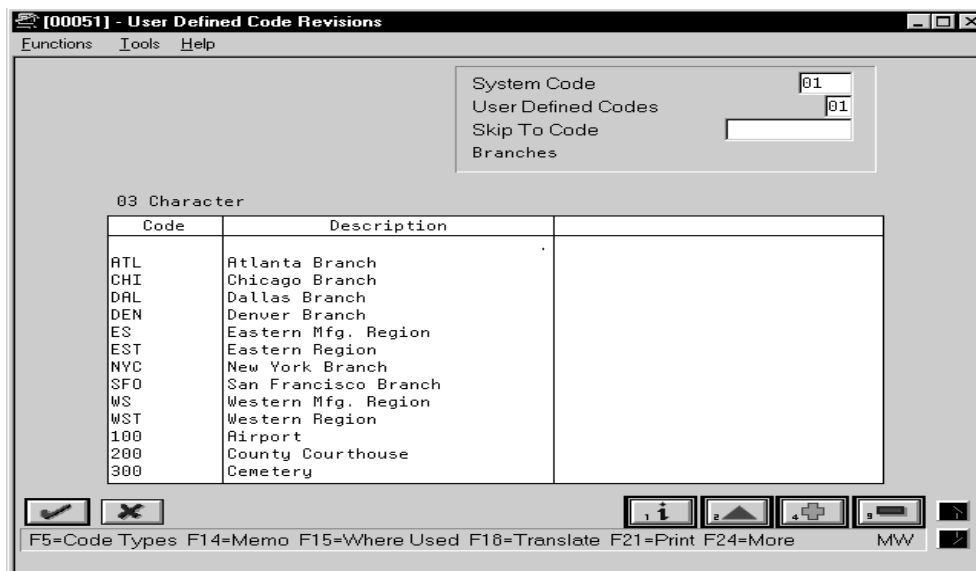 [00051] - User Defined Code Revisions
Functions Tools Help
System Code 01
User Defined Codes 01
Skip To Code
Branches
03 Character
Code Description
.
ATL Atlanta Branch
CHI Chicago Branch
DAL Dallas Branch
DEN Denver Branch
ES Eastern Mfg. Region
EST Eastern Region
NYC New York Branch
SFO San Francisco Branch
WS Western Mfg. Region
WST Western Region
100 Airport
200 County Courthouse
300 Cemetery
1 i 2 4 9
F5=Code Types F14=Memo F15=Where Used F18=Translate F21=Print F24=More MW